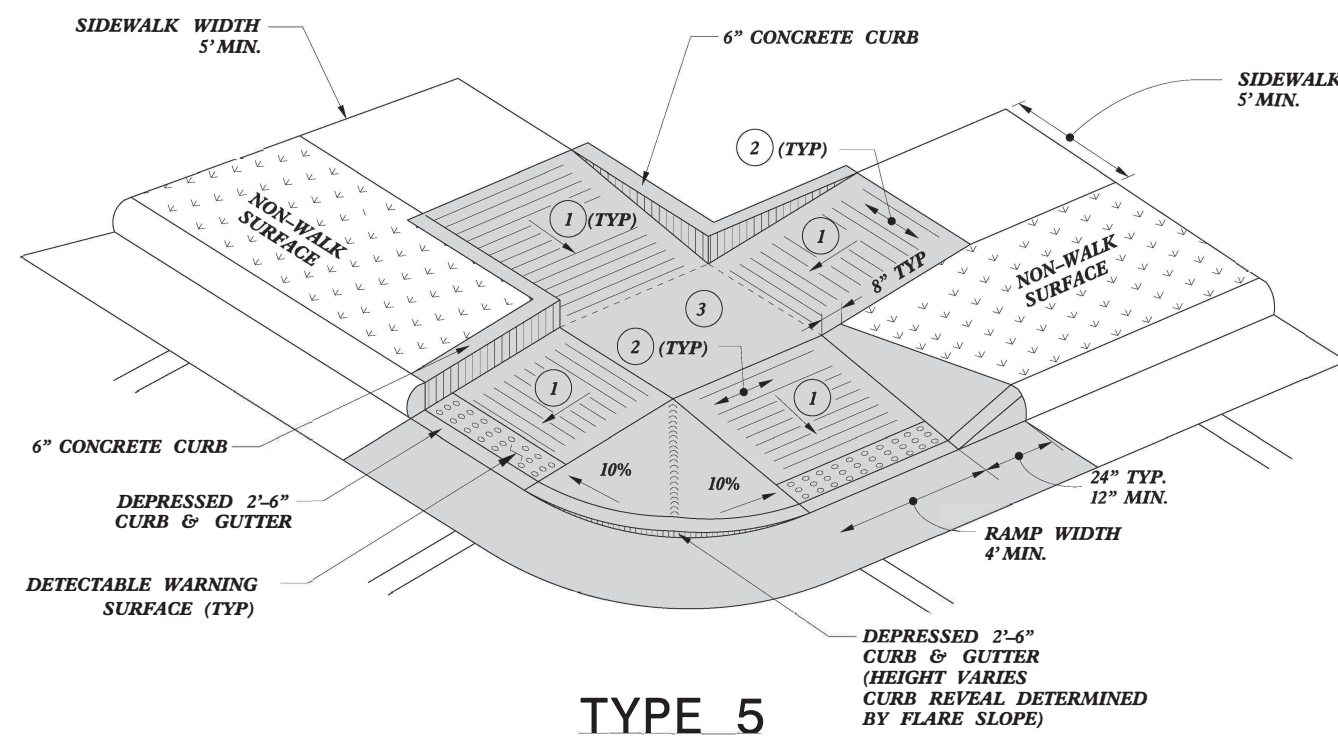 SIDEWALK WIDTH
5' MIN.
6" CONCRETE CURB
SIDEWALK
5' MIN.
2 (TYP)
NON-WALK
SURFACE
1 (TYP)
1
8" TYP
NON-WALK
SURFACE
3
2 (TYP)
1
1
6" CONCRETE CURB
10%
10%
DEPRESSED 2'-6"
CURB & GUTTER
24" TYP.
12" MIN.
RAMP WIDTH
4' MIN.
DETECTABLE WARNING
SURFACE (TYP)
DEPRESSED 2'-6"
CURB & GUTTER
(HEIGHT VARIES
CURB REVEAL DETERMINED
BY FLARE SLOPE)
TYPE 5